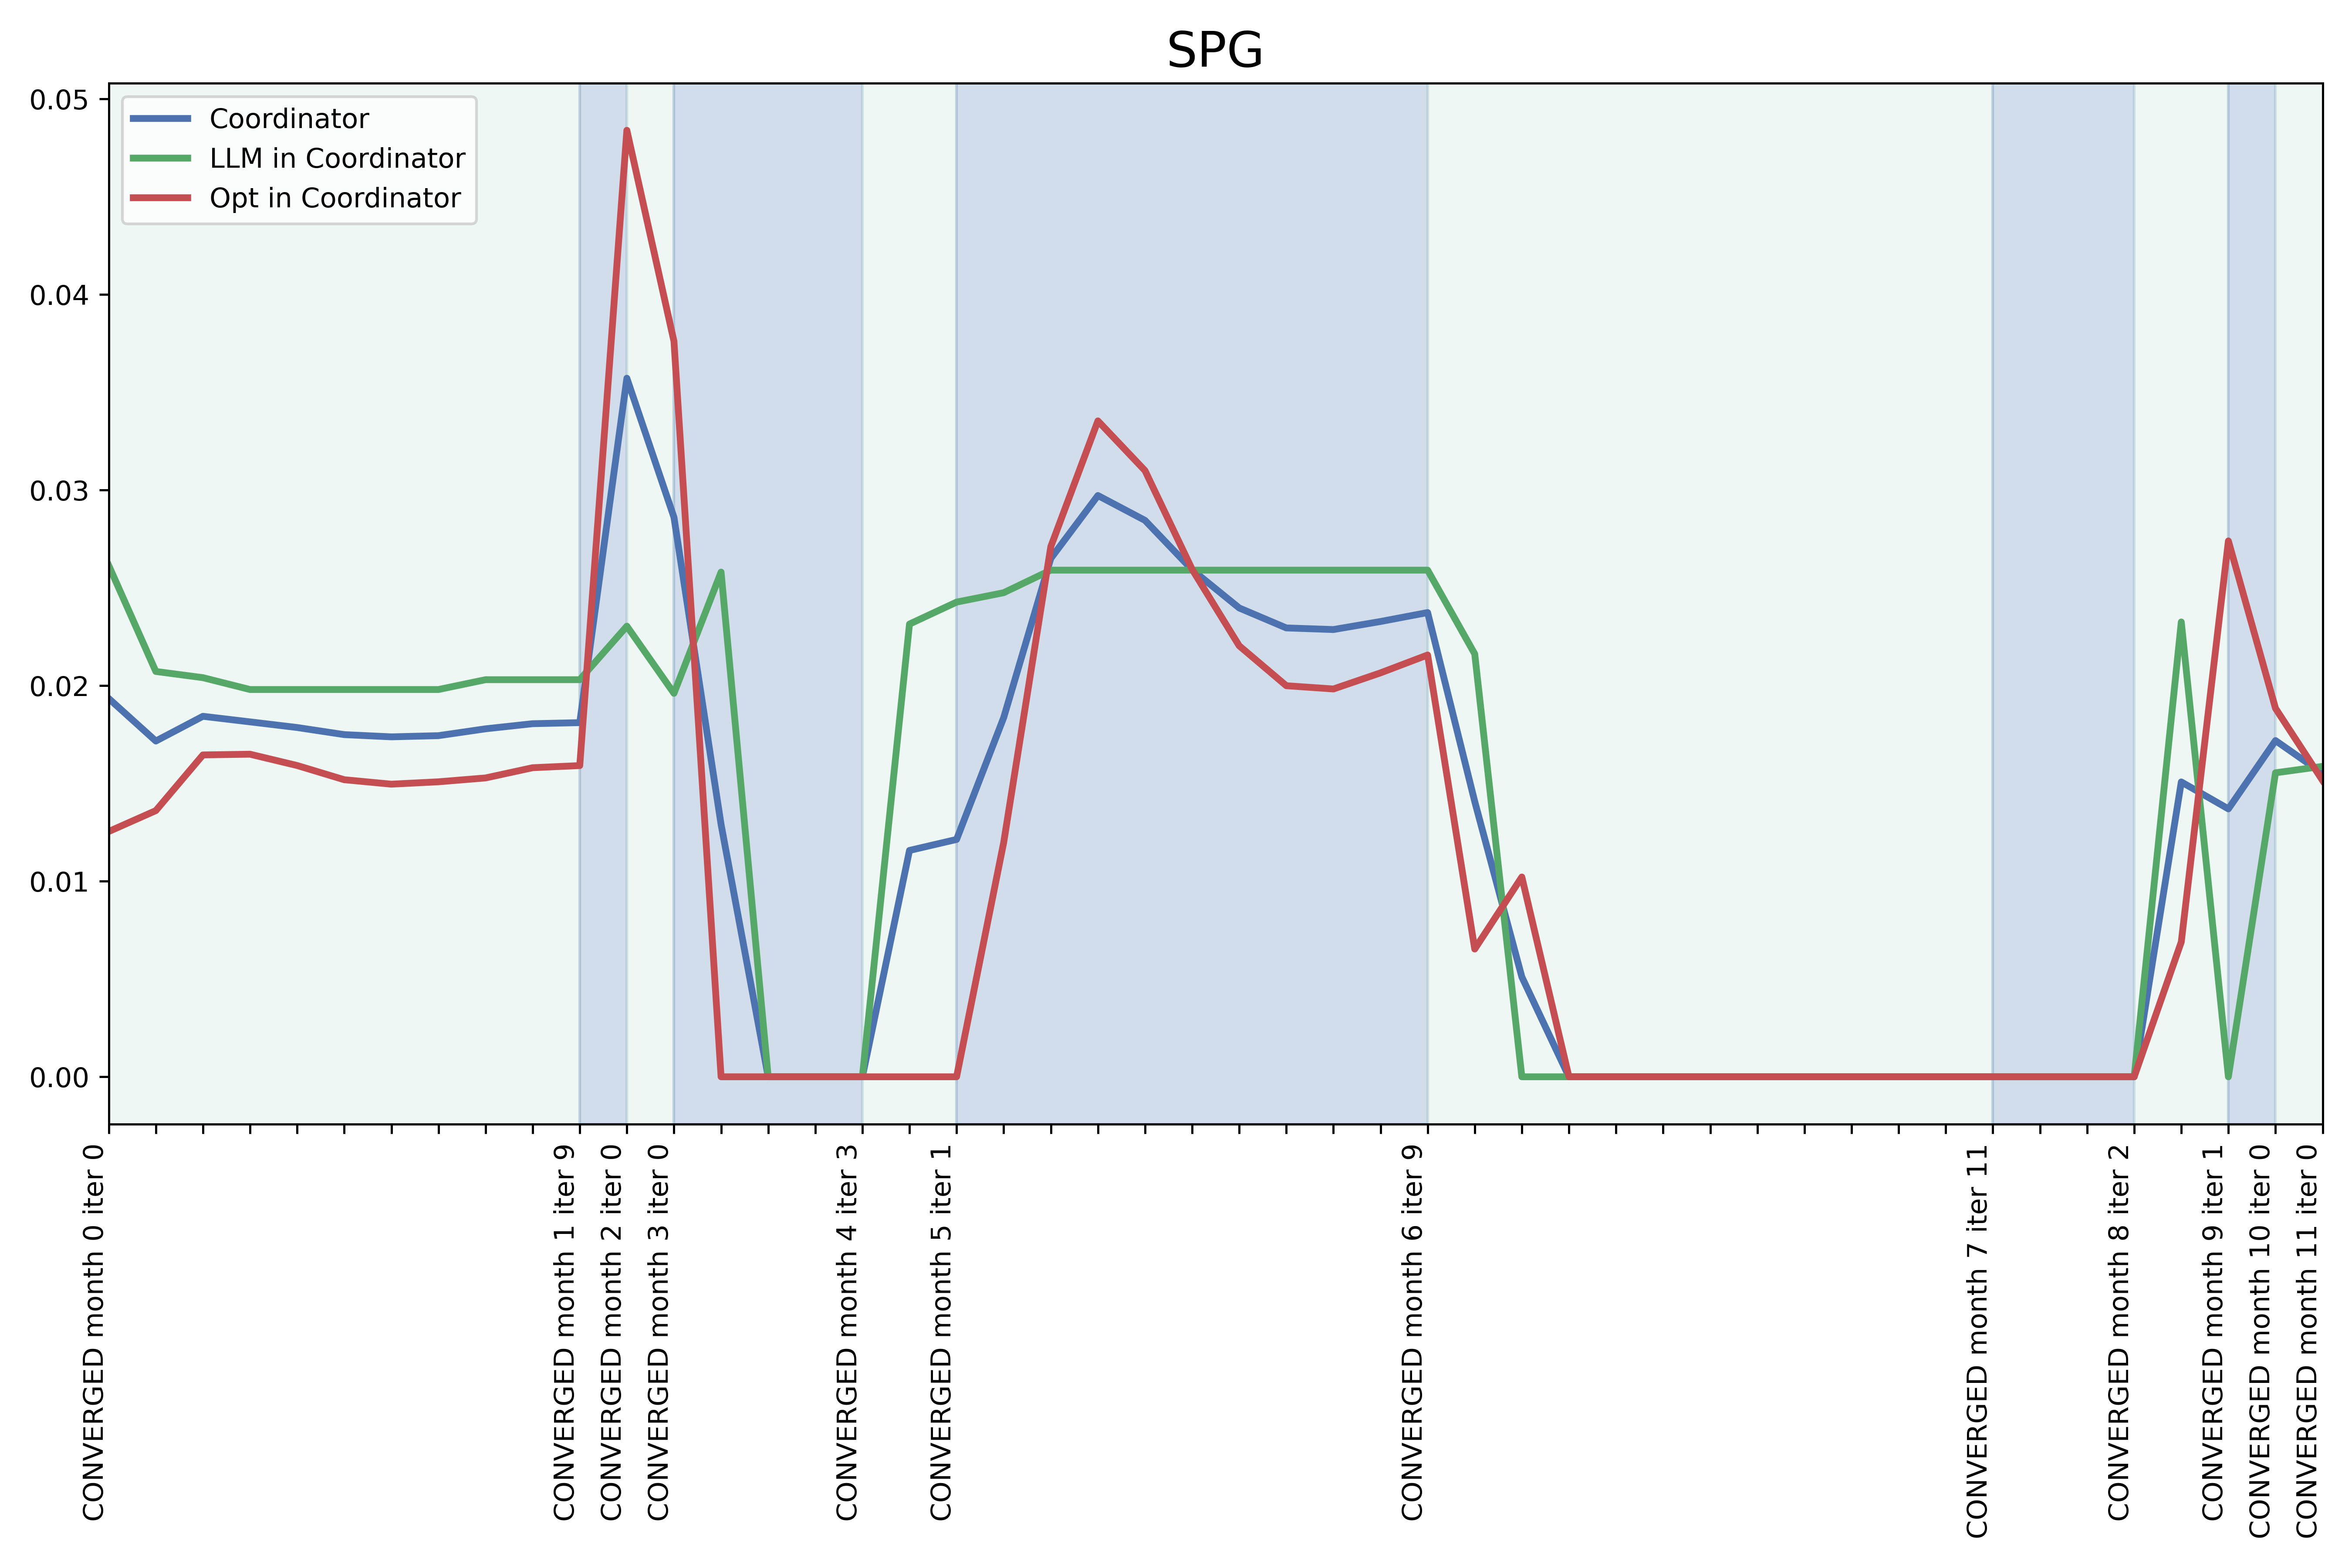 SPG
0.05
0.04
0.03
0.02
0.01
0.00
Coordinator
LLM in Coordinator
Opt in Coordinator
CONVERGED month 0 iter 0
CONVERGED month 1 iter 9
CONVERGED month 2 iter 0
CONVERGED month 3 iter 0
CONVERGED month 4 iter 3
CONVERGED month 5 iter 1
CONVERGED month 6 iter 9
CONVERGED month 7 iter 11
CONVERGED month 8 iter 2
CONVERGED month 9 iter 1
CONVERGED month 10 iter 0
CONVERGED month 11 iter 0